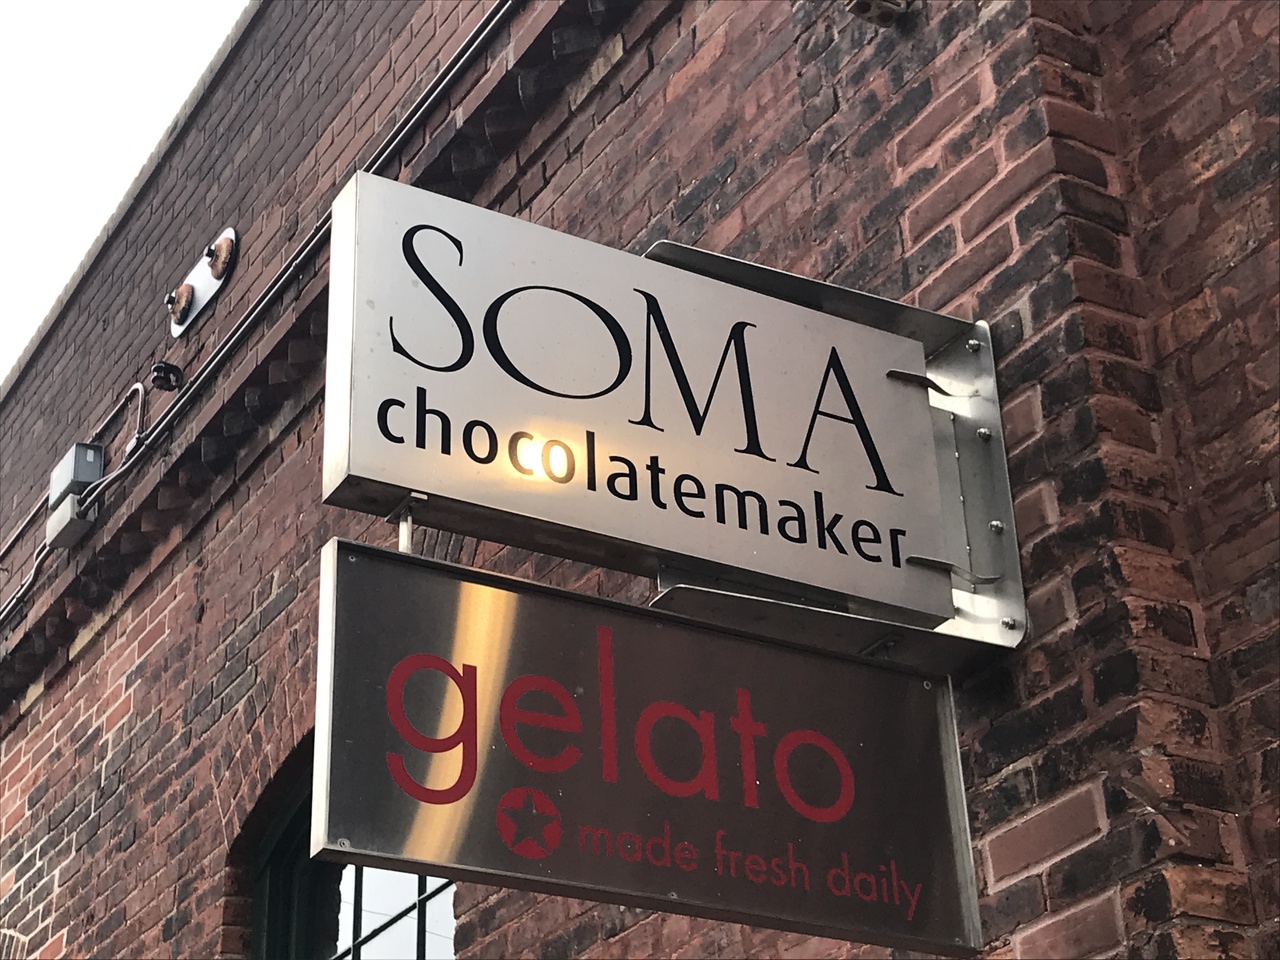 SOMA
chocolatemaker
gelato
made fresh daily